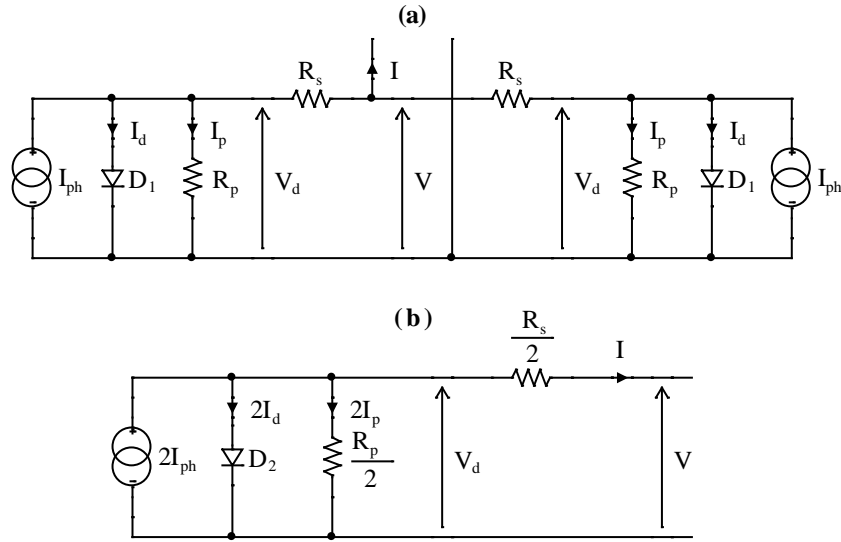 (a)
R_s I R_s
I_d I_p I_p I_d
+ +
I_ph D_1 R_p V_d V V_d R_p D_1 I_ph
- -
(b)
R_s
2 I
2I_d 2I_p
+
2I_ph D_2 R_p V_d V
2
-